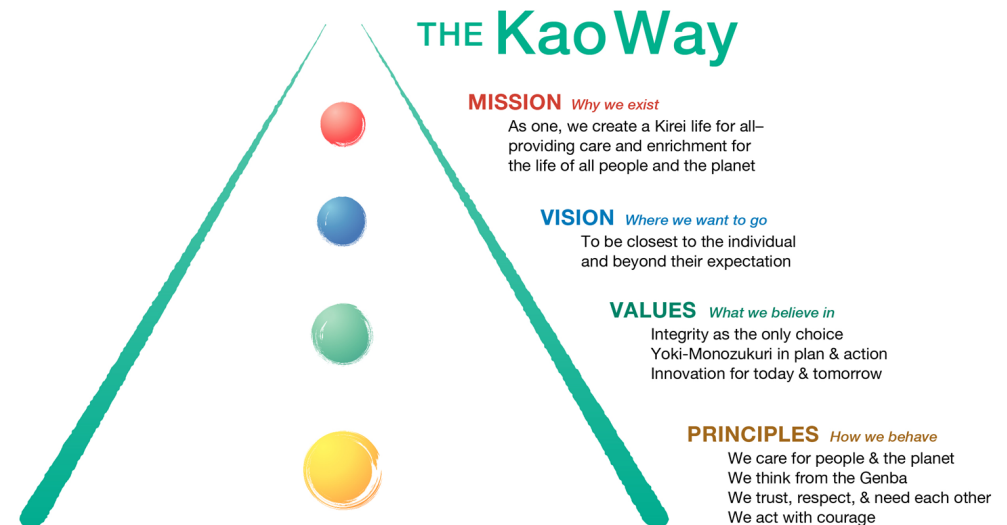 THE Kao Way
MISSION Why we exist
As one, we create a Kirei life for all–
providing care and enrichment for
the life of all people and the planet
VISION Where we want to go
To be closest to the individual
and beyond their expectation
VALUES What we believe in
Integrity as the only choice
Yoki-Monozukuri in plan & action
Innovation for today & tomorrow
PRINCIPLES How we behave
We care for people & the planet
We think from the Genba
We trust, respect, & need each other
We act with courage